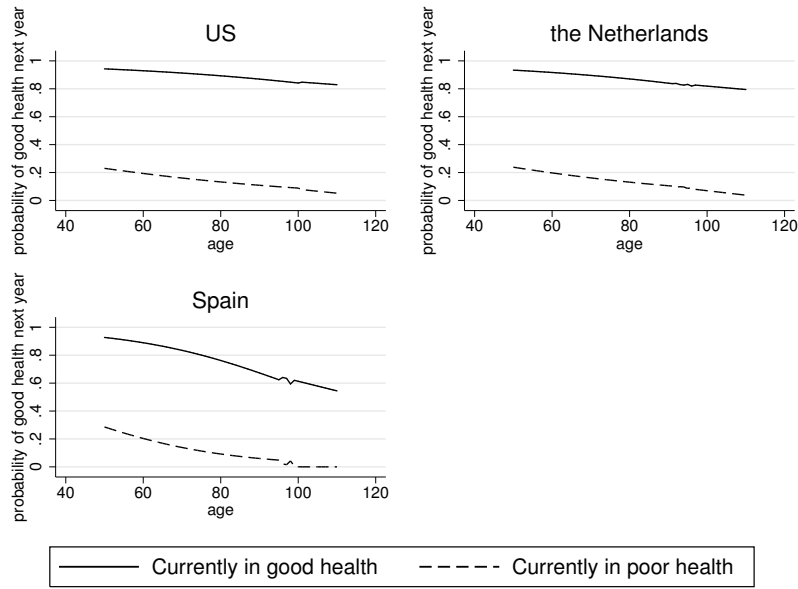 US
probability of good health next year
1
.8
.6
.4
.2
0
40 60 80 100 120
age
the Netherlands
probability of good health next year
1
.8
.6
.4
.2
0
40 60 80 100 120
age
Spain
probability of good health next year
1
.8
.6
.4
.2
0
40 60 80 100 120
age
Currently in good health Currently in poor health